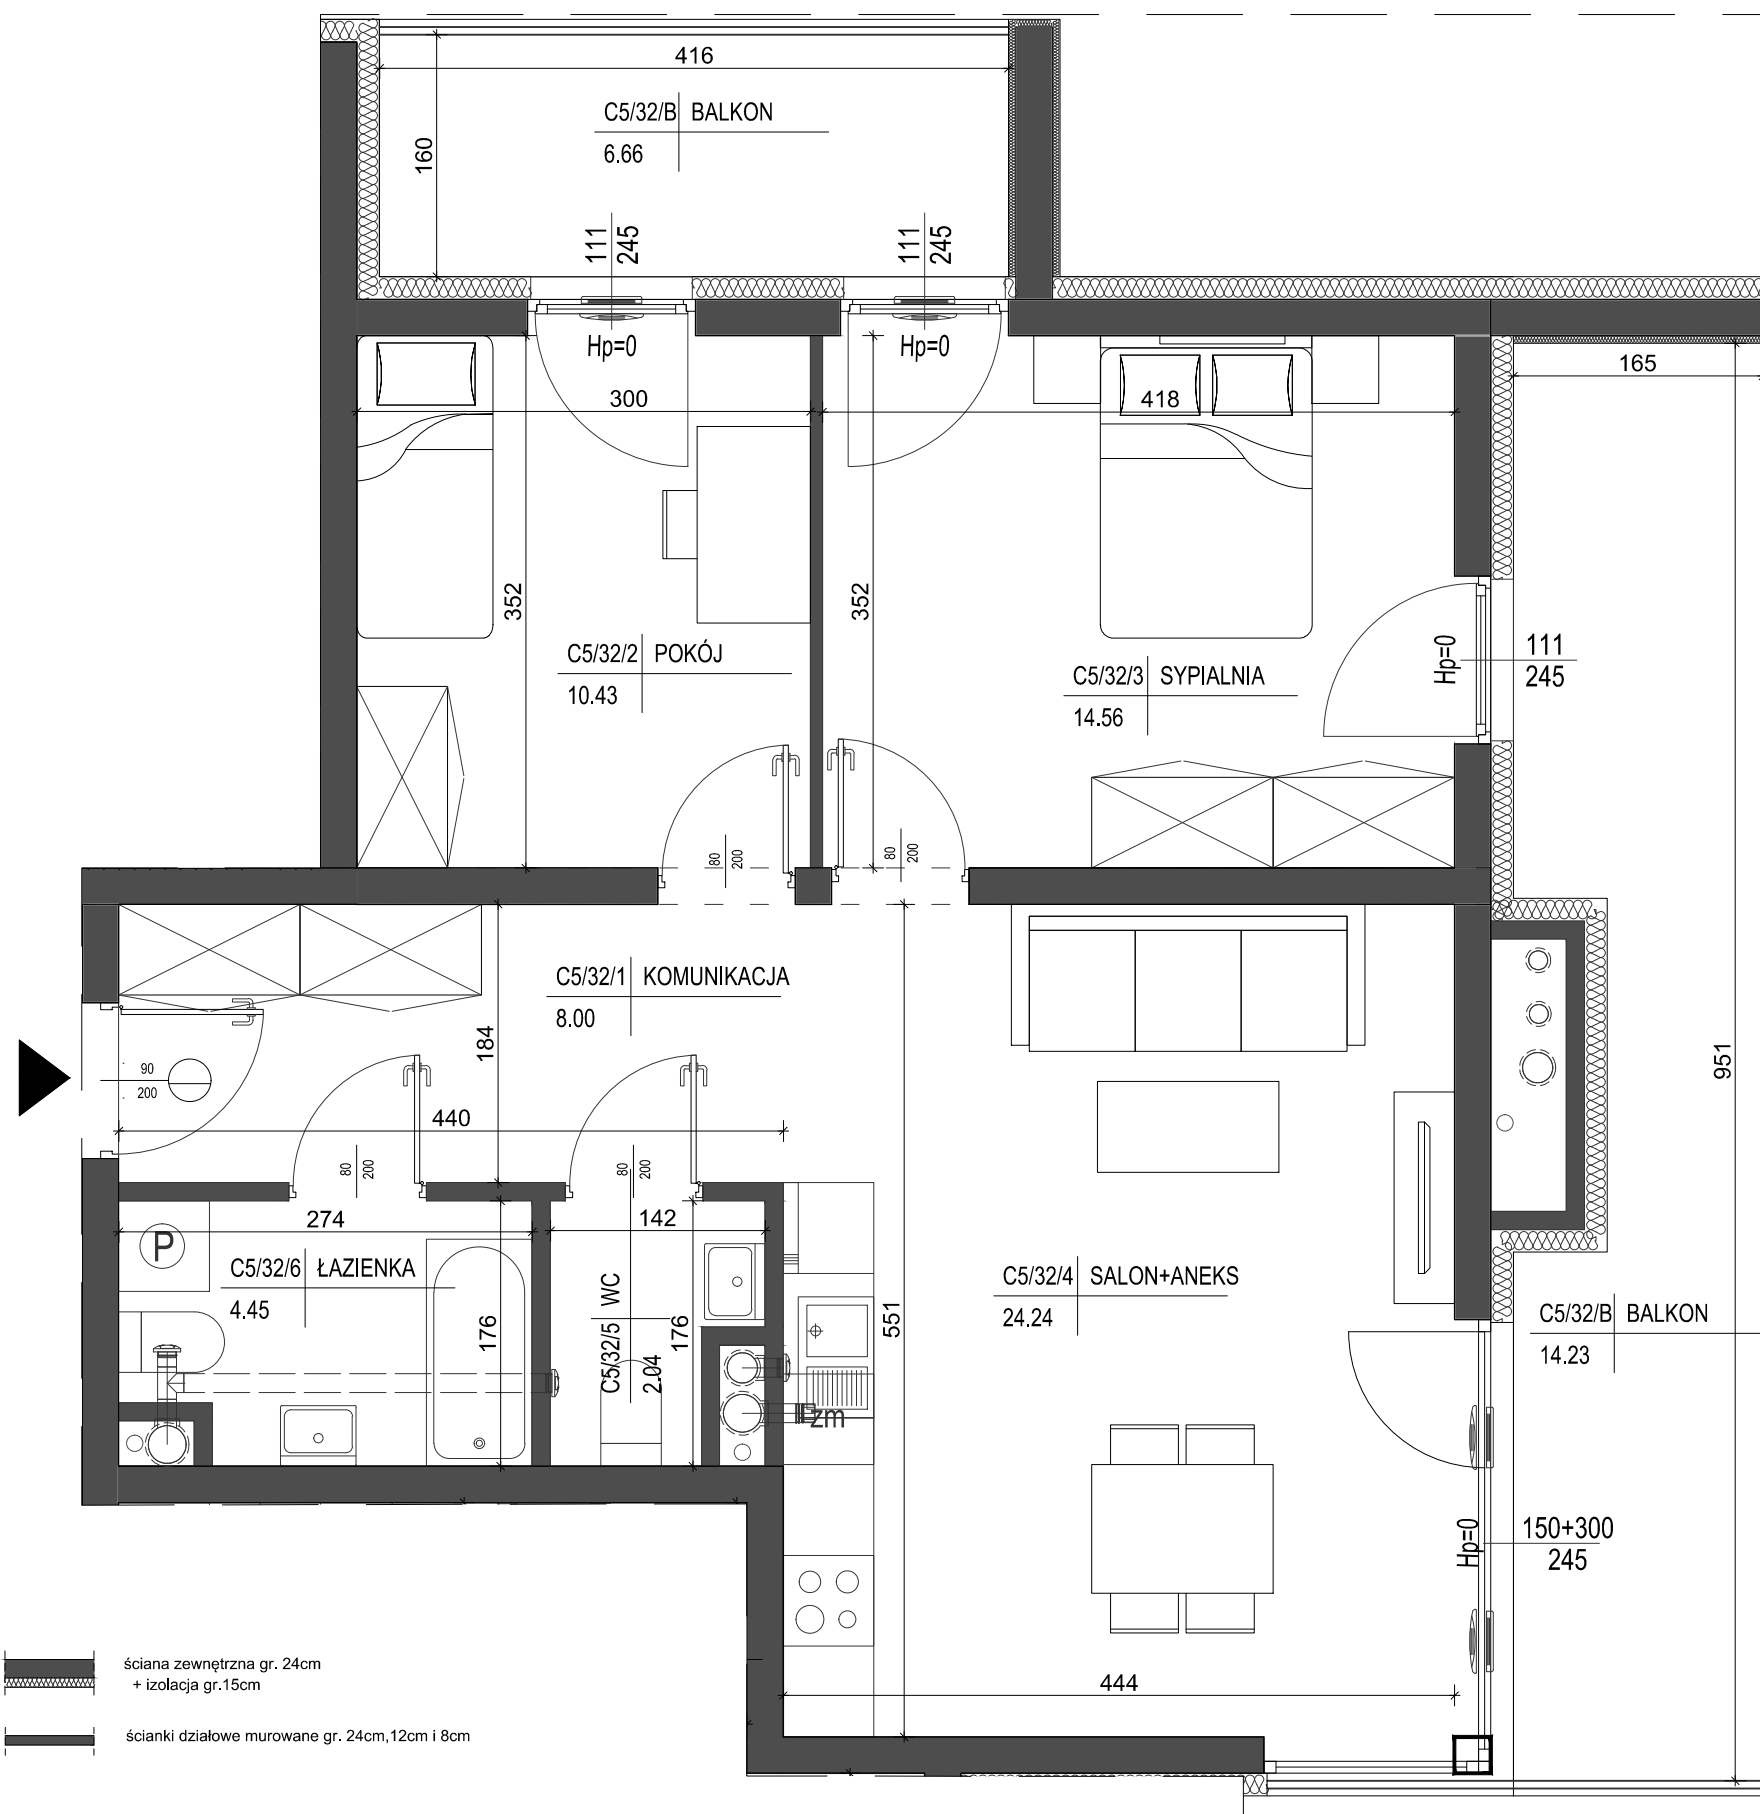 416
C5/32/B BALKON
6.66
160
111
245
111
245
Hp=0
Hp=0
165
300
418
352
352
C5/32/2 POKÓJ
10.43
C5/32/3 SYPIALNIA
14.56
Hp=0
111
245
80
200
80
200
C5/32/1 KOMUNIKACJA
8.00
184
951
90
200
440
80
200
80
200
274
142
P
C5/32/6 ŁAZIENKA
4.45
176
C5/32/5 WC
2.04
176
551
C5/32/4 SALON+ANEKS
24.24
C5/32/B BALKON
14.23
zm
Hp=0
150+300
245
444
ściana zewnętrzna gr. 24cm
+ izolacja gr.15cm
ścianki działowe murowane gr. 24cm,12cm i 8cm